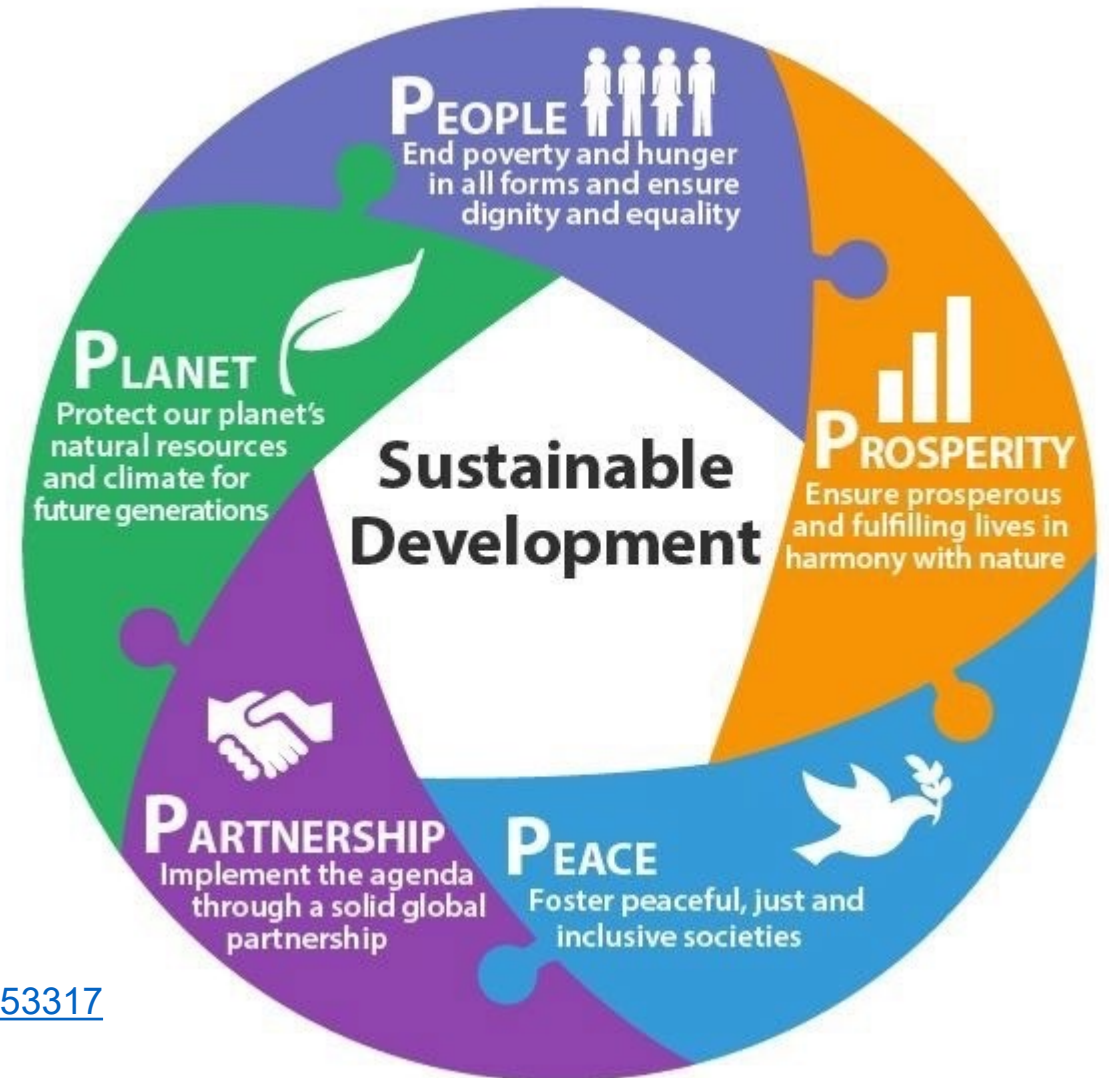 PEOPLE
End poverty and hunger
in all forms and ensure
dignity and equality
PROSPERITY
Ensure prosperous
and fulfilling lives in
harmony with nature
PLANET
Protect our planet's
natural resources
and climate for
future generations
Sustainable
Development
PARTNERSHIP
Implement the agenda
through a solid global
partnership
PEACE
Foster peaceful, just and
inclusive societies
53317